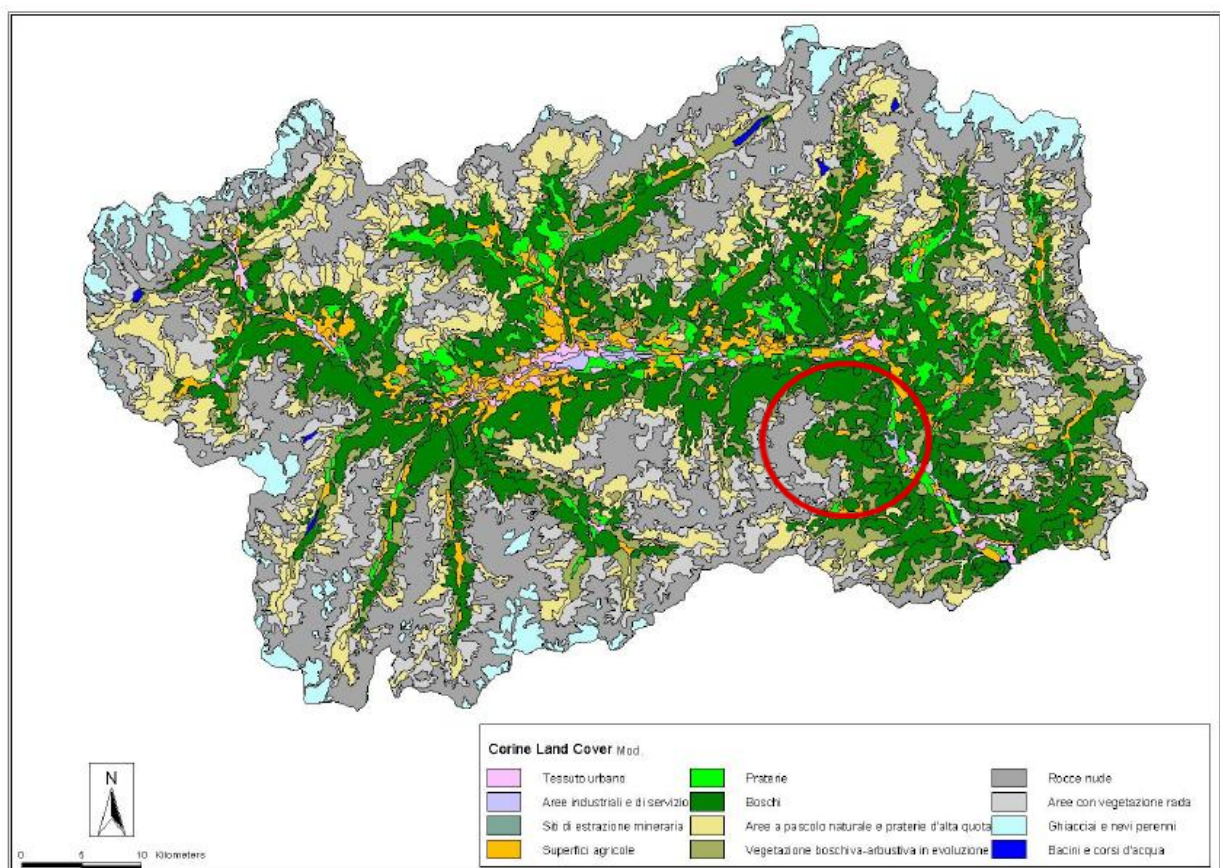 Corine Land Cover Mod.
Tessuto urbano
Aree industriali e di servizio
Siti di estrazione mineraria
Superfici agricole
Praterie
Boschi
Aree a pascolo naturale e praterie d'alta quota
Vegetazione boschiva-arbustiva in evoluzione
Rocce nude
Aree con vegetazione rada
Ghiacciai e nevi perenni
Bacini e corsi d'acqua
N
0 5 10 Kilometers